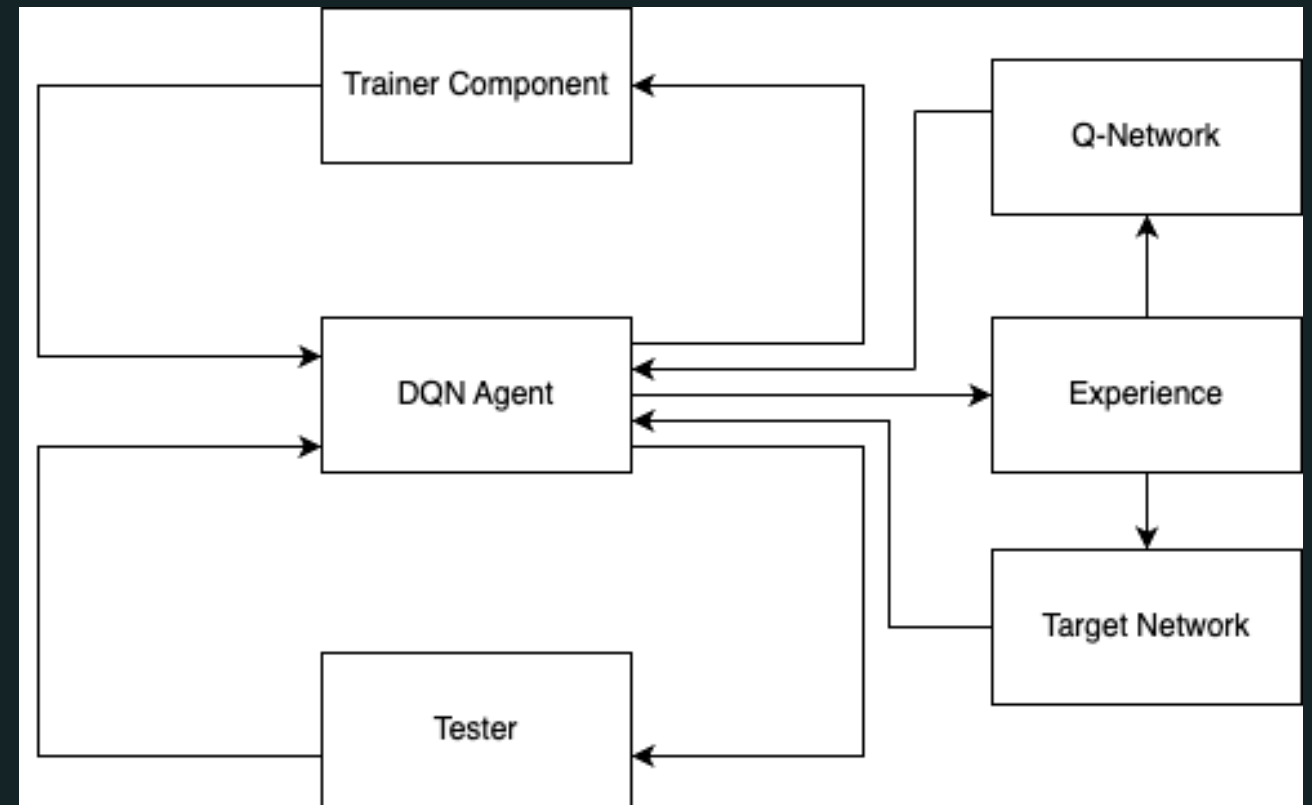 Trainer Component
Q-Network
DQN Agent
Experience
Target Network
Tester